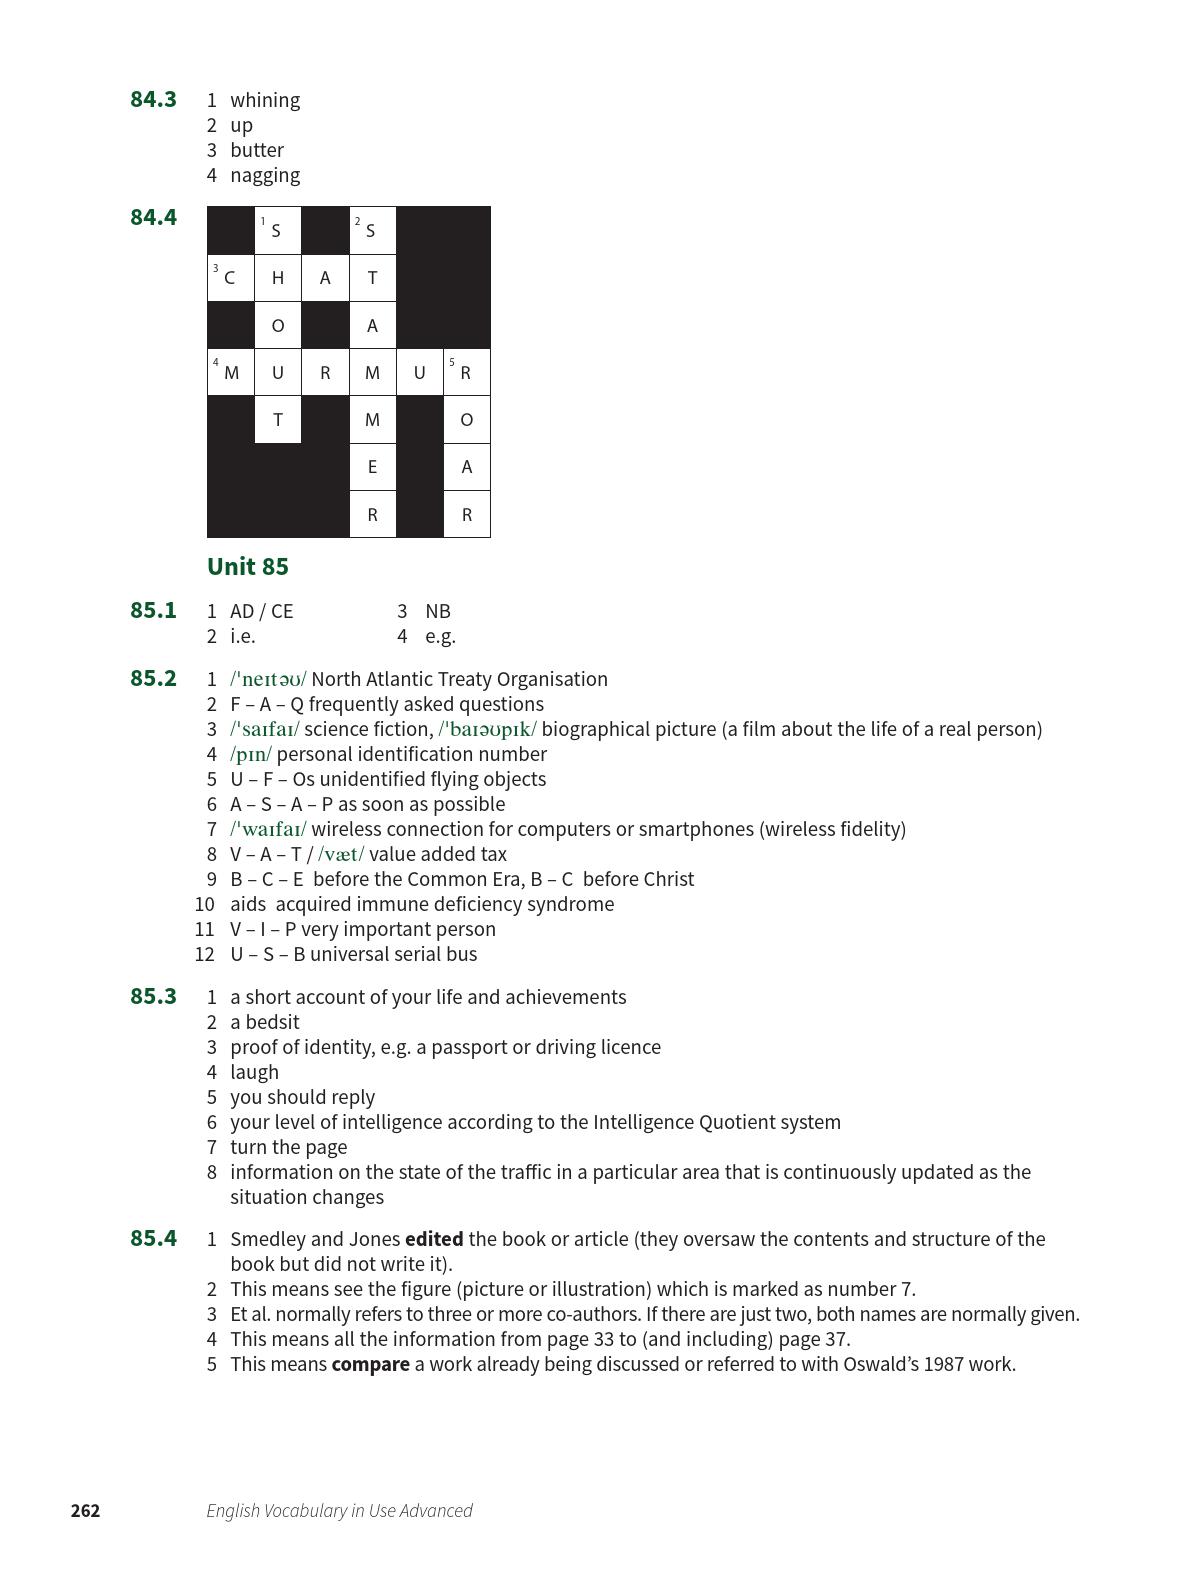 84.3 1 whining
2 up
3 butter
4 nagging
84.4
1 S 2 S
3 C H A T
O A
4 M U R M U 5 R
T M O
E A
R R
Unit 85
85.1 1 AD / CE 3 NB
2 i.e. 4 e.g.
85.2 1 /ˈneɪtəʊ/ North Atlantic Treaty Organisation
2 F – A – Q frequently asked questions
3 /ˈsaɪfaɪ/ science fiction, /ˈbaɪəʊpɪk/ biographical picture (a film about the life of a real person)
4 /pɪn/ personal identification number
5 U – F – Os unidentified flying objects
6 A – S – A – P as soon as possible
7 /ˈwaɪfaɪ/ wireless connection for computers or smartphones (wireless fidelity)
8 V – A – T / /væt/ value added tax
9 B – C – E before the Common Era, B – C before Christ
10 aids acquired immune deficiency syndrome
11 V – I – P very important person
12 U – S – B universal serial bus
85.3 1 a short account of your life and achievements
2 a bedsit
3 proof of identity, e.g. a passport or driving licence
4 laugh
5 you should reply
6 your level of intelligence according to the Intelligence Quotient system
7 turn the page
8 information on the state of the traffic in a particular area that is continuously updated as the
situation changes
85.4 1 Smedley and Jones edited the book or article (they oversaw the contents and structure of the
book but did not write it).
2 This means see the figure (picture or illustration) which is marked as number 7.
3 Et al. normally refers to three or more co-authors. If there are just two, both names are normally given.
4 This means all the information from page 33 to (and including) page 37.
5 This means compare a work already being discussed or referred to with Oswald’s 1987 work.
262 English Vocabulary in Use Advanced